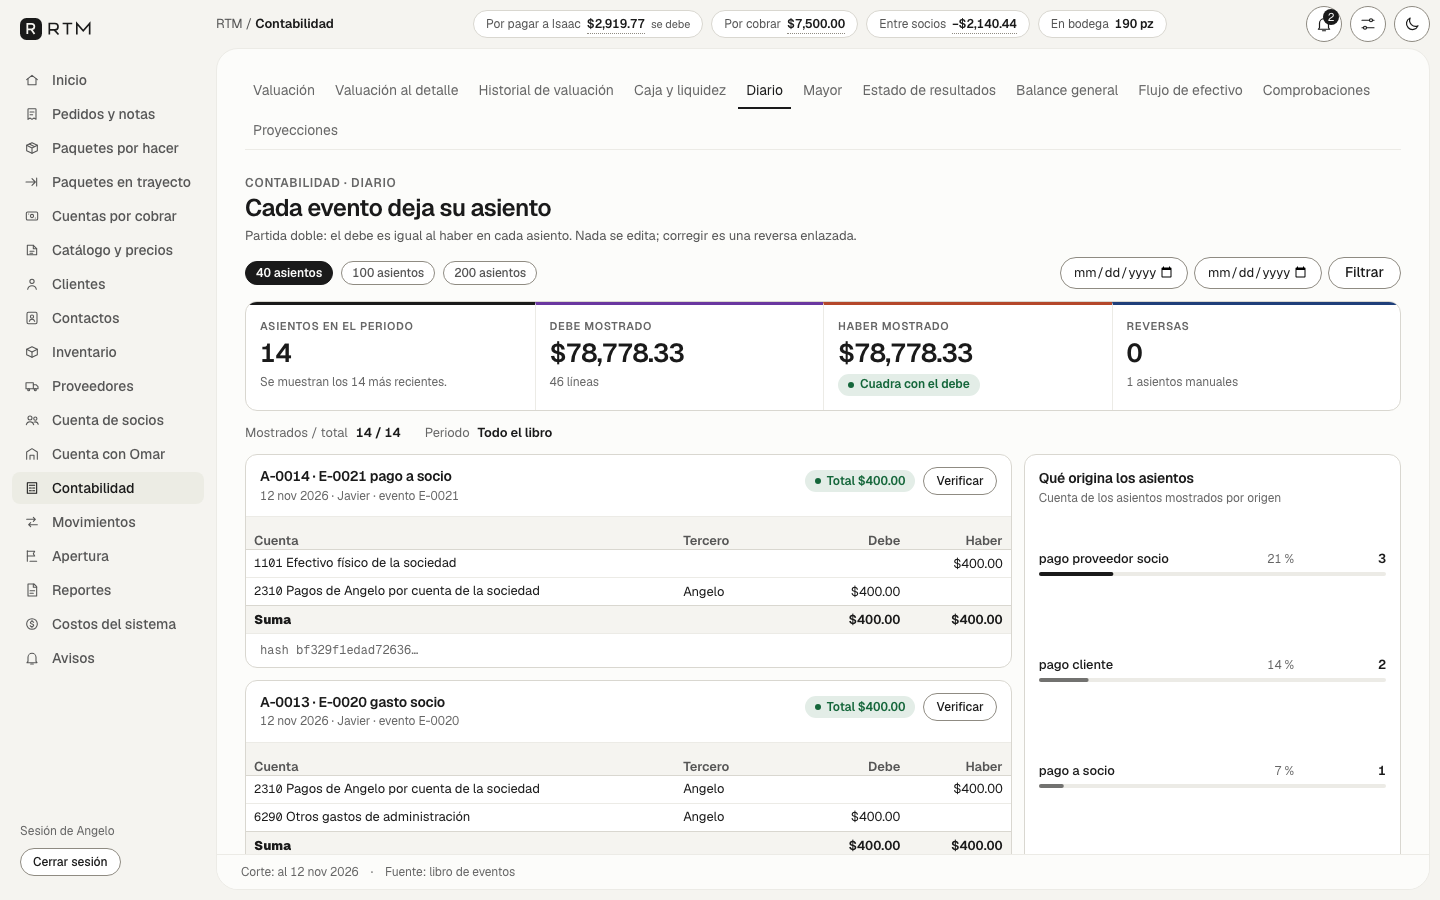 R RTM
RTM / Contabilidad
Por pagar a Isaac $2,919.77 se debe
Por cobrar $7,500.00
Entre socios −$2,140.44
En bodega 190 pz
2
Inicio
Pedidos y notas
Paquetes por hacer
Paquetes en trayecto
Cuentas por cobrar
Catálogo y precios
Clientes
Contactos
Inventario
Proveedores
Cuenta de socios
Cuenta con Omar
Contabilidad
Movimientos
Apertura
Reportes
Costos del sistema
Avisos
Sesión de Angelo
Cerrar sesión
Valuación Valuación al detalle Historial de valuación Caja y liquidez Diario Mayor Estado de resultados Balance general Flujo de efectivo Comprobaciones
Proyecciones
CONTABILIDAD · DIARIO
Cada evento deja su asiento
Partida doble: el debe es igual al haber en cada asiento. Nada se edita; corregir es una reversa enlazada.
40 asientos 100 asientos 200 asientos mm/dd/yyyy mm/dd/yyyy Filtrar
ASIENTOS EN EL PERIODO
14
Se muestran los 14 más recientes.
DEBE MOSTRADO
$78,778.33
46 líneas
HABER MOSTRADO
$78,778.33
Cuadra con el debe
REVERSAS
0
1 asientos manuales
Mostrados / total 14 / 14 Periodo Todo el libro
A-0014 · E-0021 pago a socio
12 nov 2026 · Javier · evento E-0021
Total $400.00 Verificar
Cuenta Tercero Debe Haber
1101 Efectivo físico de la sociedad $400.00
2310 Pagos de Angelo por cuenta de la sociedad Angelo $400.00
Suma $400.00 $400.00
hash bf329f1edad72636…
A-0013 · E-0020 gasto socio
12 nov 2026 · Javier · evento E-0020
Total $400.00 Verificar
Cuenta Tercero Debe Haber
2310 Pagos de Angelo por cuenta de la sociedad Angelo $400.00
6290 Otros gastos de administración Angelo $400.00
Suma $400.00 $400.00
Qué origina los asientos
Cuenta de los asientos mostrados por origen
pago proveedor socio 21 % 3
pago cliente 14 % 2
pago a socio 7 % 1
Corte: al 12 nov 2026 · Fuente: libro de eventos